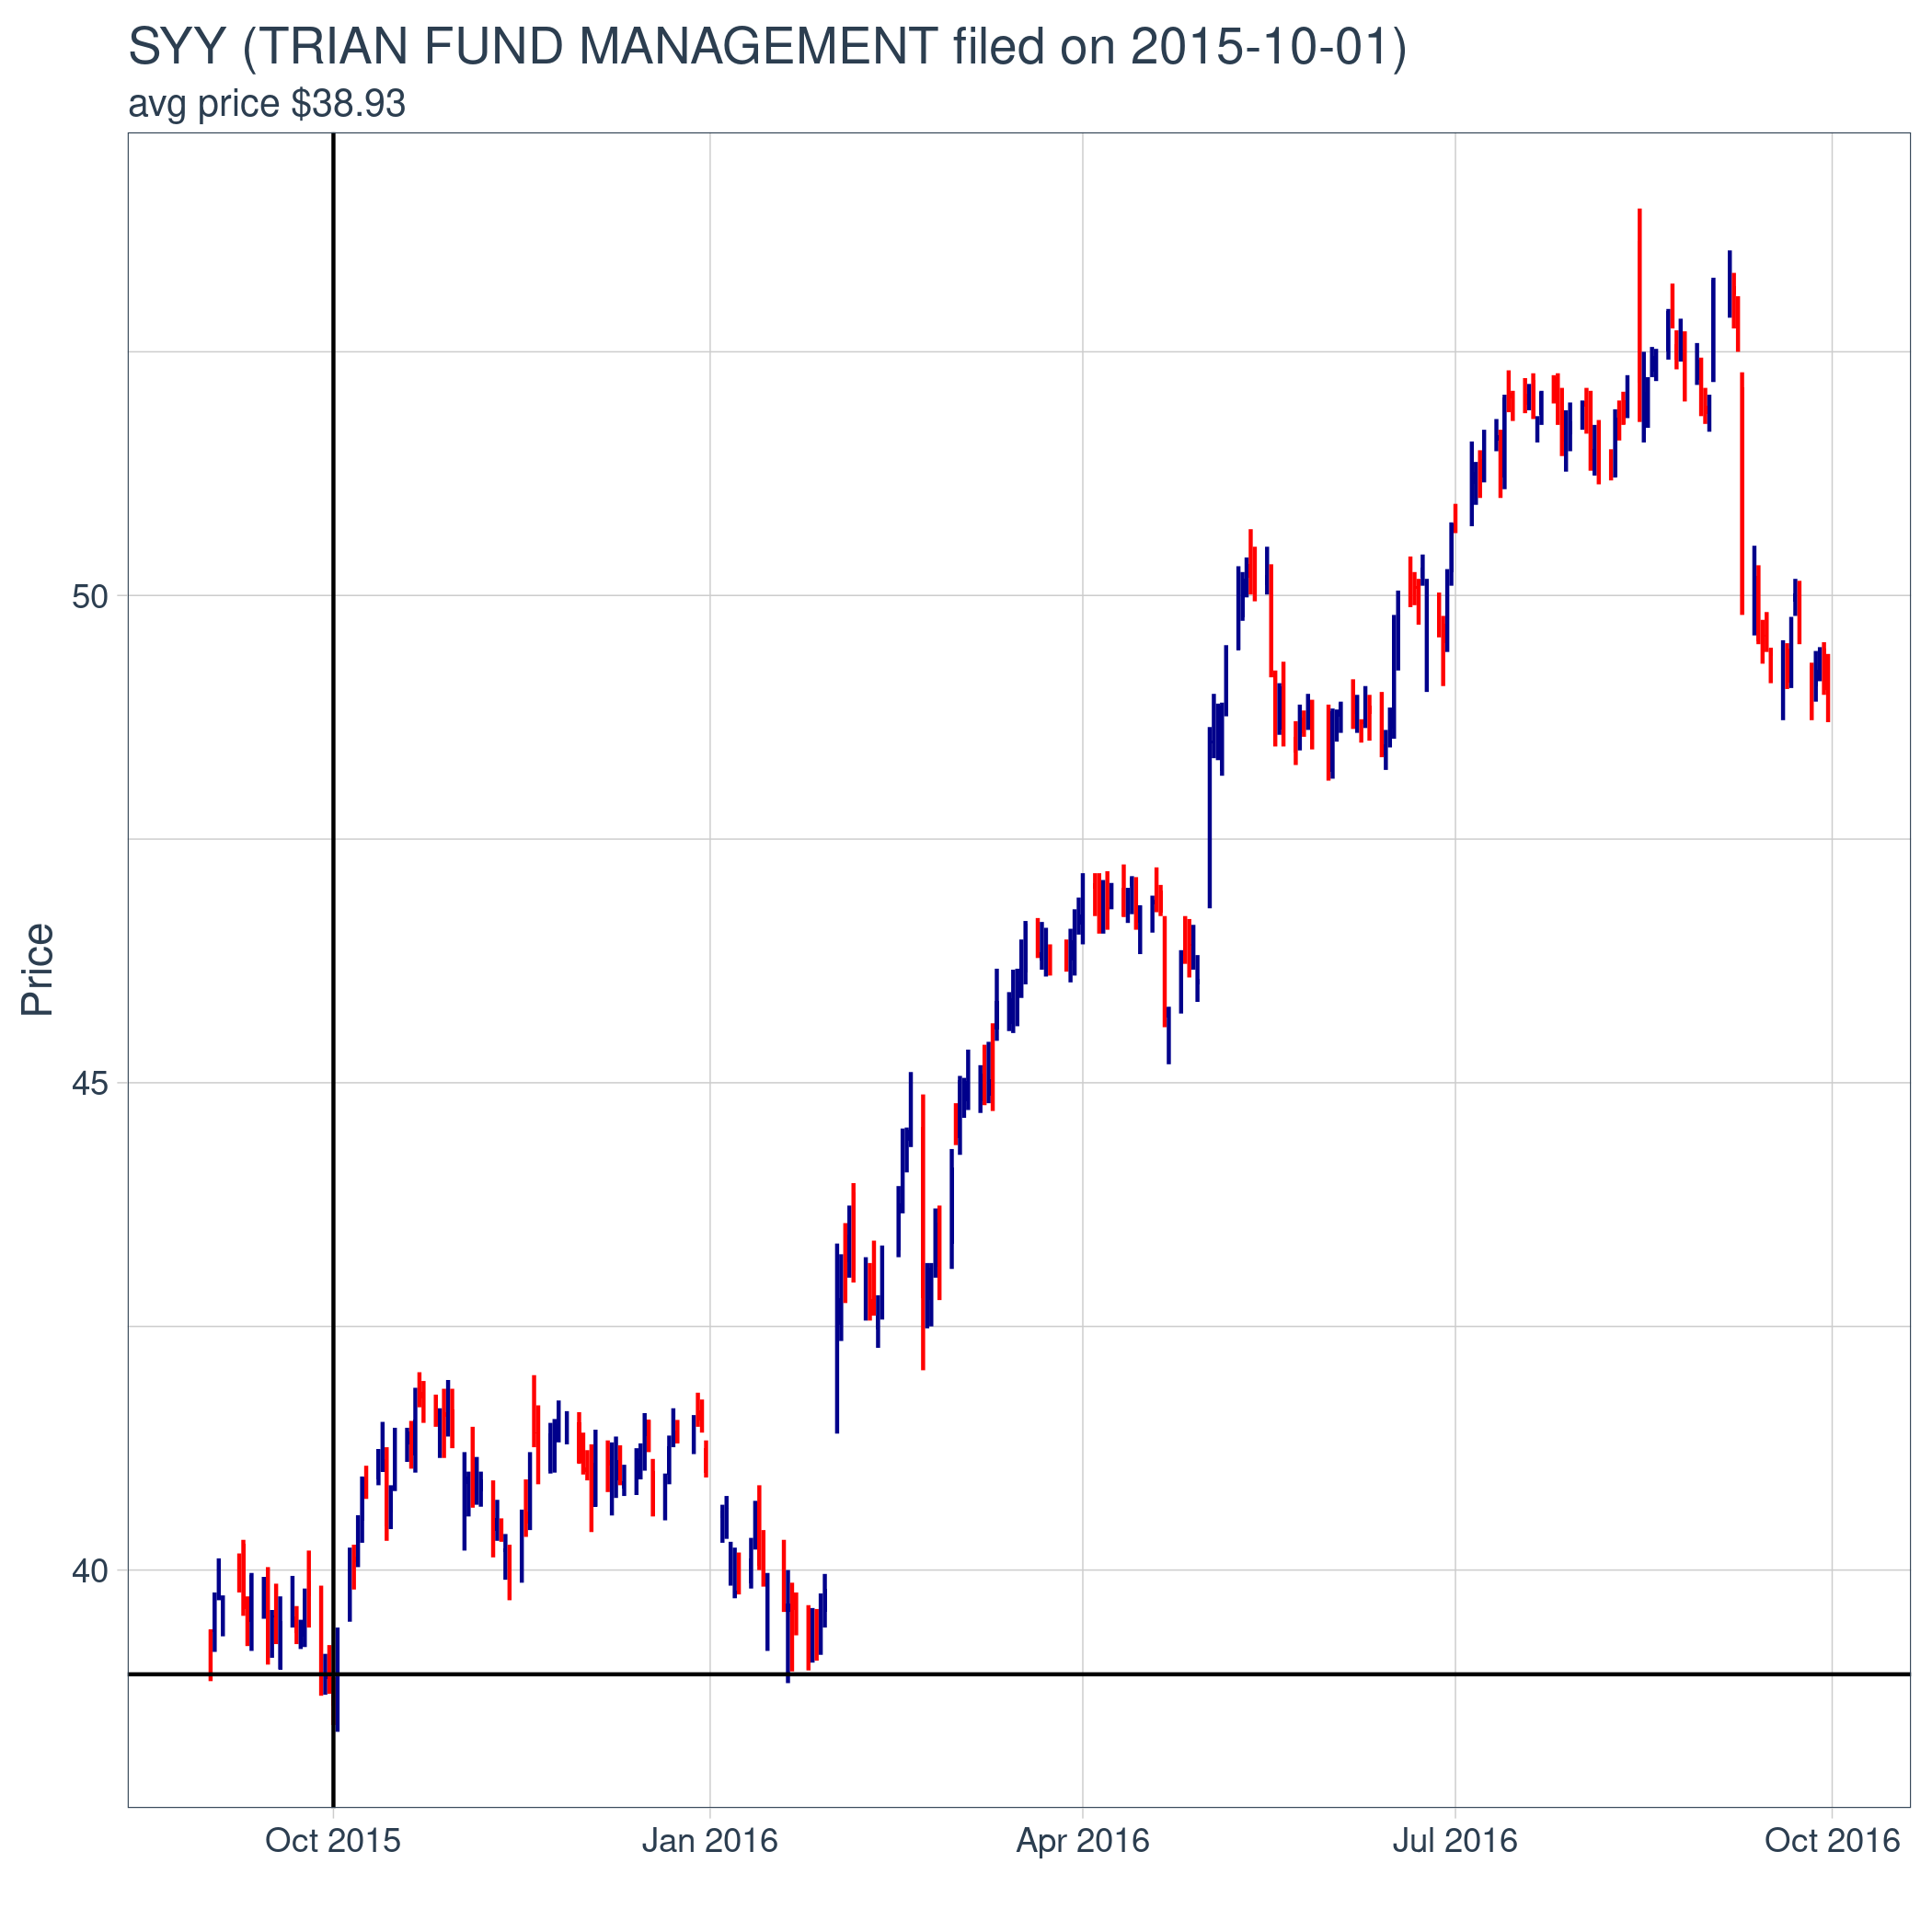 SYY (TRIAN FUND MANAGEMENT filed on 2015-10-01)
avg price $38.93
Price
50
45
40
Oct 2015 Jan 2016 Apr 2016 Jul 2016 Oct 2016